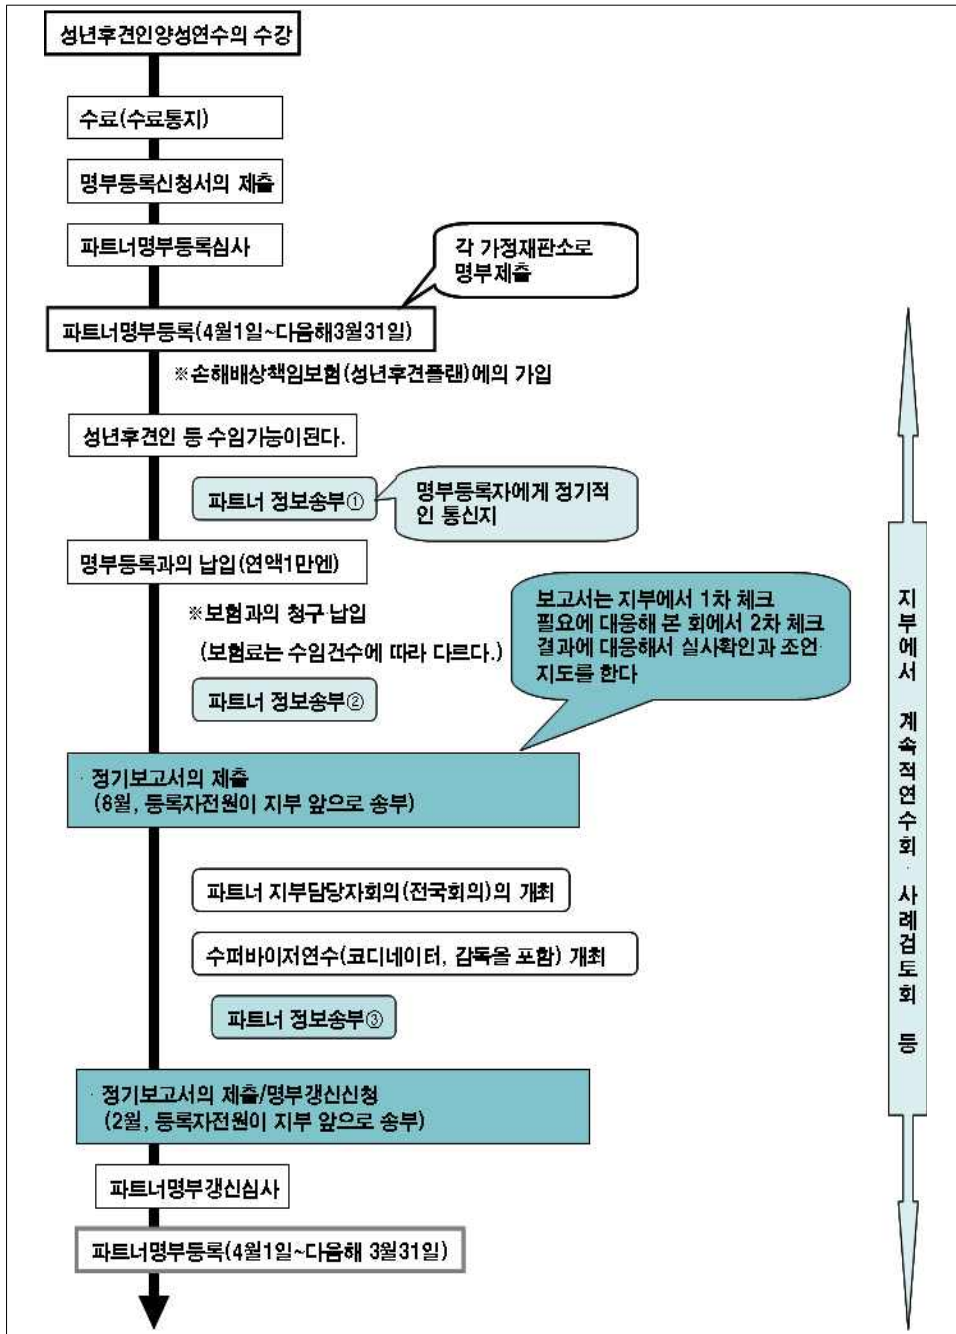 성년후견인양성연수의 수강
수료(수료통지)
명부등록신청서의 제출
파트너명부등록심사
각 가정재판소로
명부제출
파트너명부등록(4월1일~다음해3월31일)
※손해배상책임보험(성년후견플랜)에의 가입
성년후견인 등 수임가능이된다.
파트너 정보송부①
명부등록자에게 정기적
인 통신지
명부등록과의 납입(연액1만엔)
※보험과의 청구 납입
(보험료는 수임건수에 따라 다르다.)
보고서는 지부에서 1차 체크
필요에 대응해 본 회에서 2차 체크
결과에 대응해서 실사확인과 조언·
지도를 한다
파트너 정보송부②
· 정기보고서의 제출
(8월, 등록자전원이 지부 앞으로 송부)
파트너 지부담당자회의(전국회의)의 개최
수퍼바이저연수(코디네이터, 감독을 포함) 개최
파트너 정보송부③
· 정기보고서의 제출/명부갱신신청
(2월, 등록자전원이 지부 앞으로 송부)
파트너명부갱신심사
파트너명부등록(4월1일~다음해 3월31일)
지부에서 계속적연수회·사례검토회 등